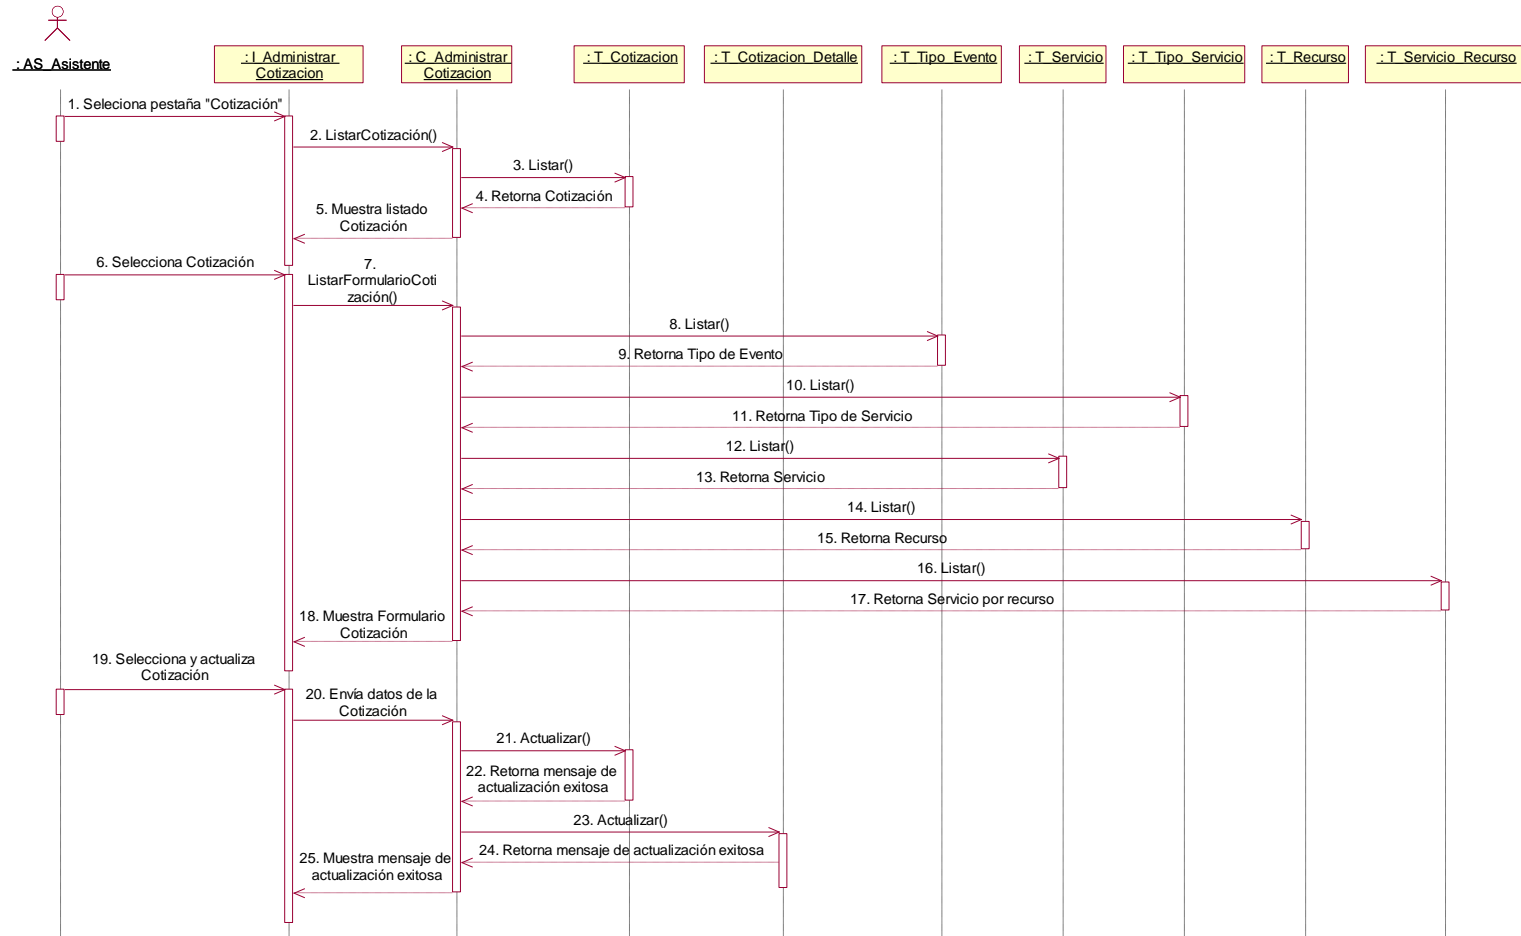 : AS_Asistente
: I_Administrar
Cotizacion
: C_Administrar
Cotizacion
: T_Cotizacion
: T_Cotizacion_Detalle
: T_Tipo_Evento
: T_Servicio
: T_Tipo_Servicio
: T_Recurso
: T_Servicio_Recurso
1. Seleciona pestaña "Cotización"
2. ListarCotización()
3. Listar()
4. Retorna Cotización
5. Muestra listado
Cotización
6. Selecciona Cotización
7.
ListarFormularioCoti
zación()
8. Listar()
9. Retorna Tipo de Evento
10. Listar()
11. Retorna Tipo de Servicio
12. Listar()
13. Retorna Servicio
14. Listar()
15. Retorna Recurso
16. Listar()
17. Retorna Servicio por recurso
18. Muestra Formulario
Cotización
19. Selecciona y actualiza
Cotización
20. Envía datos de la
Cotización
21. Actualizar()
22. Retorna mensaje de
actualización exitosa
23. Actualizar()
24. Retorna mensaje de actualización exitosa
25. Muestra mensaje de
actualización exitosa